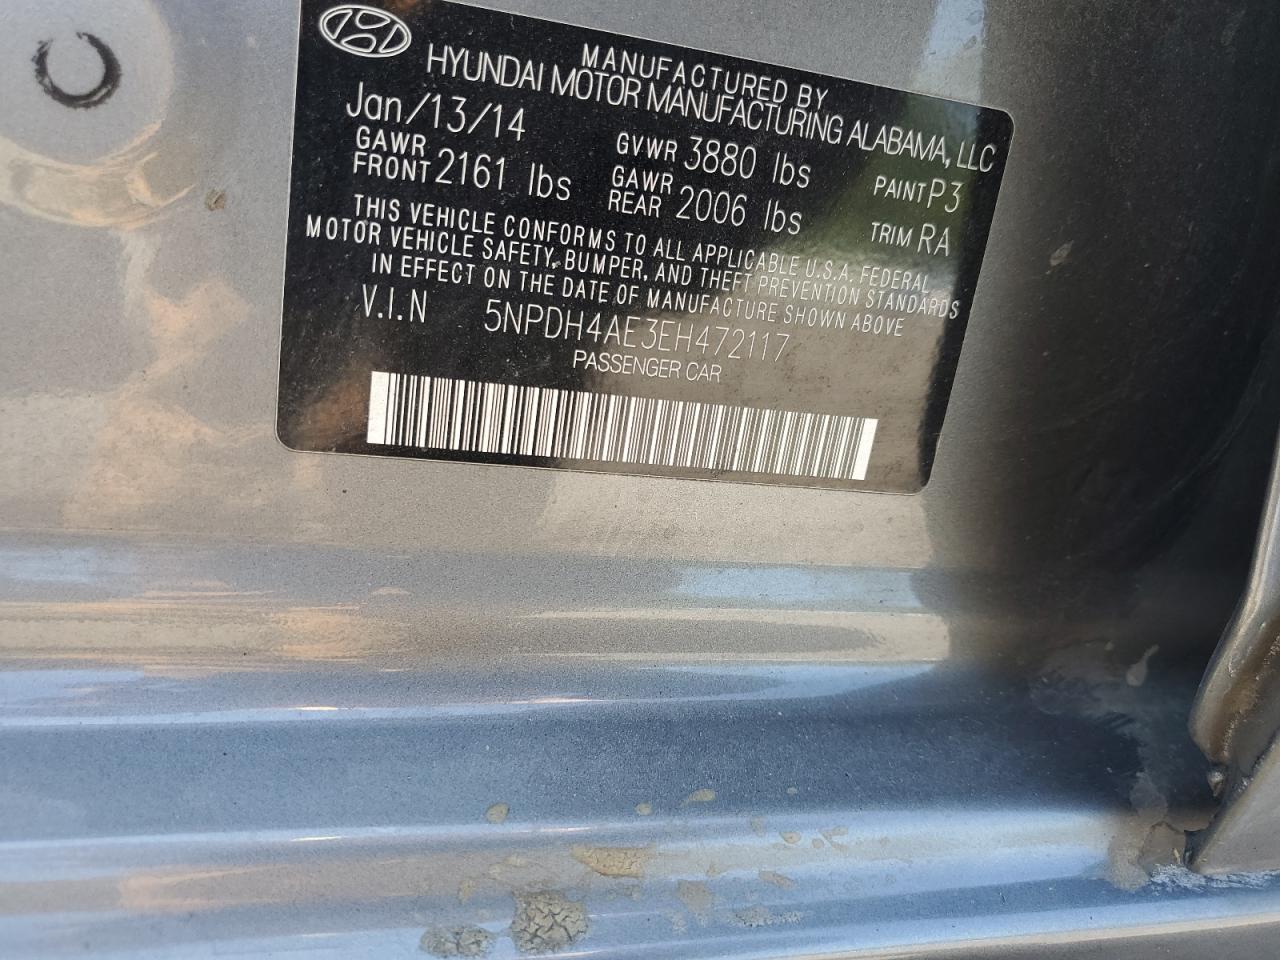 MANUFACTURED BY
HYUNDAI MOTOR MANUFACTURING ALABAMA, LLC
Jan/13/14
GAWR FRONT 2161 lbs
GVWR 3880 lbs
GAWR REAR 2006 lbs
PAINT P3
TRIM RA
THIS VEHICLE CONFORMS TO ALL APPLICABLE U.S.A. FEDERAL
MOTOR VEHICLE SAFETY, BUMPER, AND THEFT PREVENTION STANDARDS
IN EFFECT ON THE DATE OF MANUFACTURE SHOWN ABOVE
V.I.N 5NPDH4AE3EH472117
PASSENGER CAR